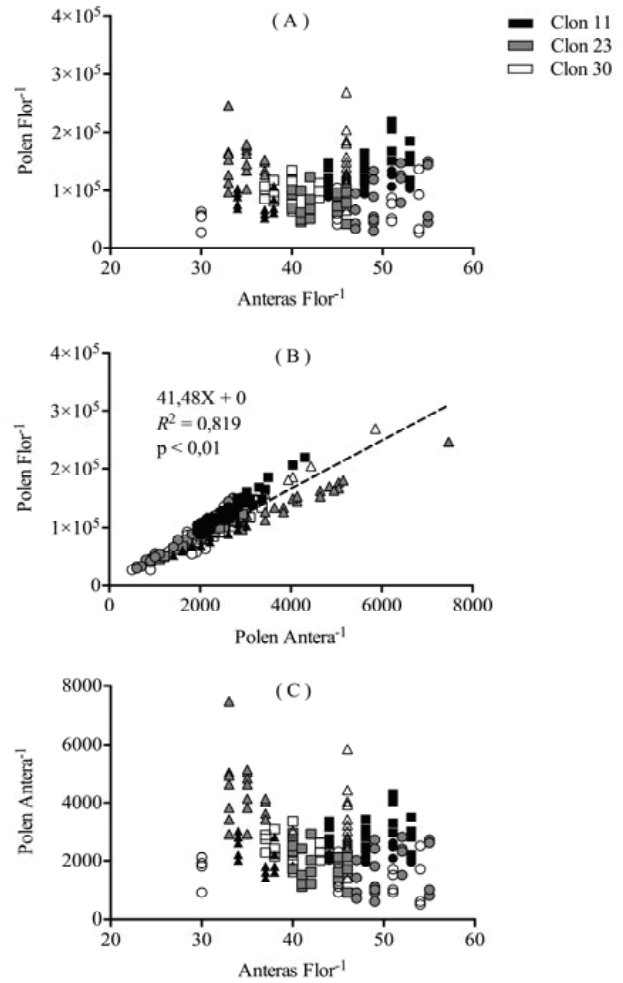 ( A )
Clon 11
Clon 23
Clon 30
4×10⁵
3×10⁵
2×10⁵
1×10⁵
0
Polen Flor⁻¹
20 30 40 50 60
Anteras Flor⁻¹
( B )
4×10⁵
3×10⁵
2×10⁵
1×10⁵
0
Polen Flor⁻¹
41,48X + 0
R² = 0,819
p < 0,01
0 2000 4000 6000 8000
Polen Antera⁻¹
( C )
8000
6000
4000
2000
0
Polen Antera⁻¹
20 30 40 50 60
Anteras Flor⁻¹